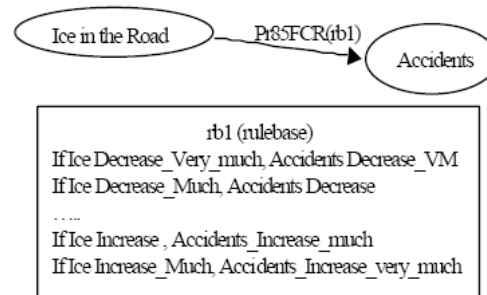 Ice in the Road
Pr85FCR(rb1)
Accidents
rb1 (rulebase)
If Ice Decrease_Very_much, Accidents Decrease_VM
If Ice Decrease_Much, Accidents Decrease
.....
If Ice Increase , Accidents_Increase_much
If Ice Increase_Much, Accidents_Increase_very_much